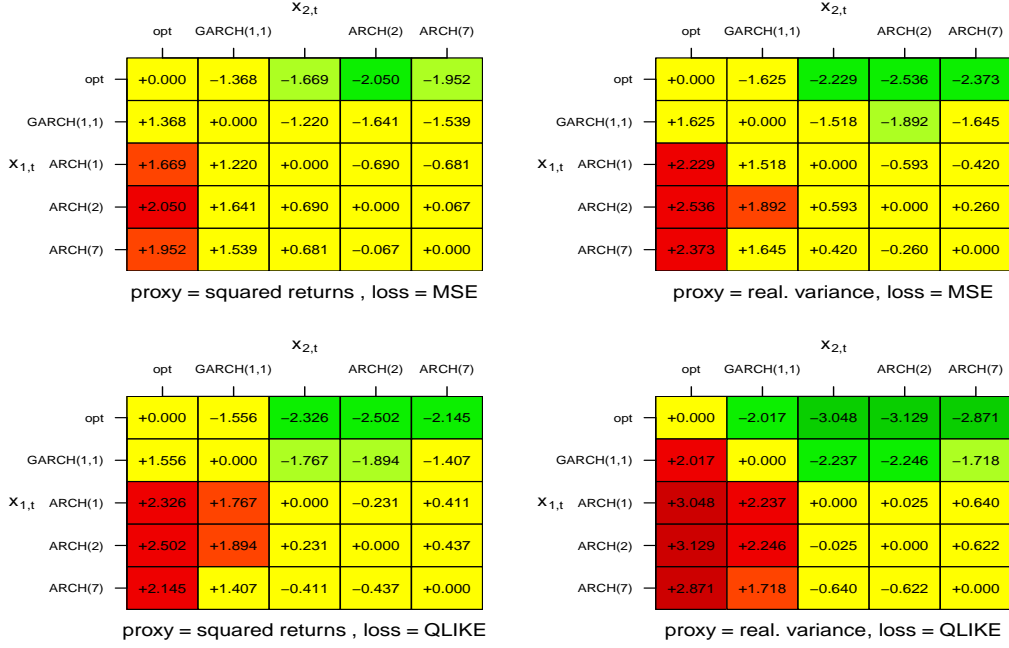 x2,t
opt GARCH(1,1) ARCH(2) ARCH(7)
opt +0.000 −1.368 −1.669 −2.050 −1.952
GARCH(1,1) +1.368 +0.000 −1.220 −1.641 −1.539
x1,t ARCH(1) +1.669 +1.220 +0.000 −0.690 −0.681
ARCH(2) +2.050 +1.641 +0.690 +0.000 +0.067
ARCH(7) +1.952 +1.539 +0.681 −0.067 +0.000
proxy = squared returns , loss = MSE
x2,t
opt GARCH(1,1) ARCH(2) ARCH(7)
opt +0.000 −1.625 −2.229 −2.536 −2.373
GARCH(1,1) +1.625 +0.000 −1.518 −1.892 −1.645
x1,t ARCH(1) +2.229 +1.518 +0.000 −0.593 −0.420
ARCH(2) +2.536 +1.892 +0.593 +0.000 +0.260
ARCH(7) +2.373 +1.645 +0.420 −0.260 +0.000
proxy = real. variance, loss = MSE
x2,t
opt GARCH(1,1) ARCH(2) ARCH(7)
opt +0.000 −1.556 −2.326 −2.502 −2.145
GARCH(1,1) +1.556 +0.000 −1.767 −1.894 −1.407
x1,t ARCH(1) +2.326 +1.767 +0.000 −0.231 +0.411
ARCH(2) +2.502 +1.894 +0.231 +0.000 +0.437
ARCH(7) +2.145 +1.407 −0.411 −0.437 +0.000
proxy = squared returns , loss = QLIKE
x2,t
opt GARCH(1,1) ARCH(2) ARCH(7)
opt +0.000 −2.017 −3.048 −3.129 −2.871
GARCH(1,1) +2.017 +0.000 −2.237 −2.246 −1.718
x1,t ARCH(1) +3.048 +2.237 +0.000 +0.025 +0.640
ARCH(2) +3.129 +2.246 −0.025 +0.000 +0.622
ARCH(7) +2.871 +1.718 −0.640 −0.622 +0.000
proxy = real. variance, loss = QLIKE